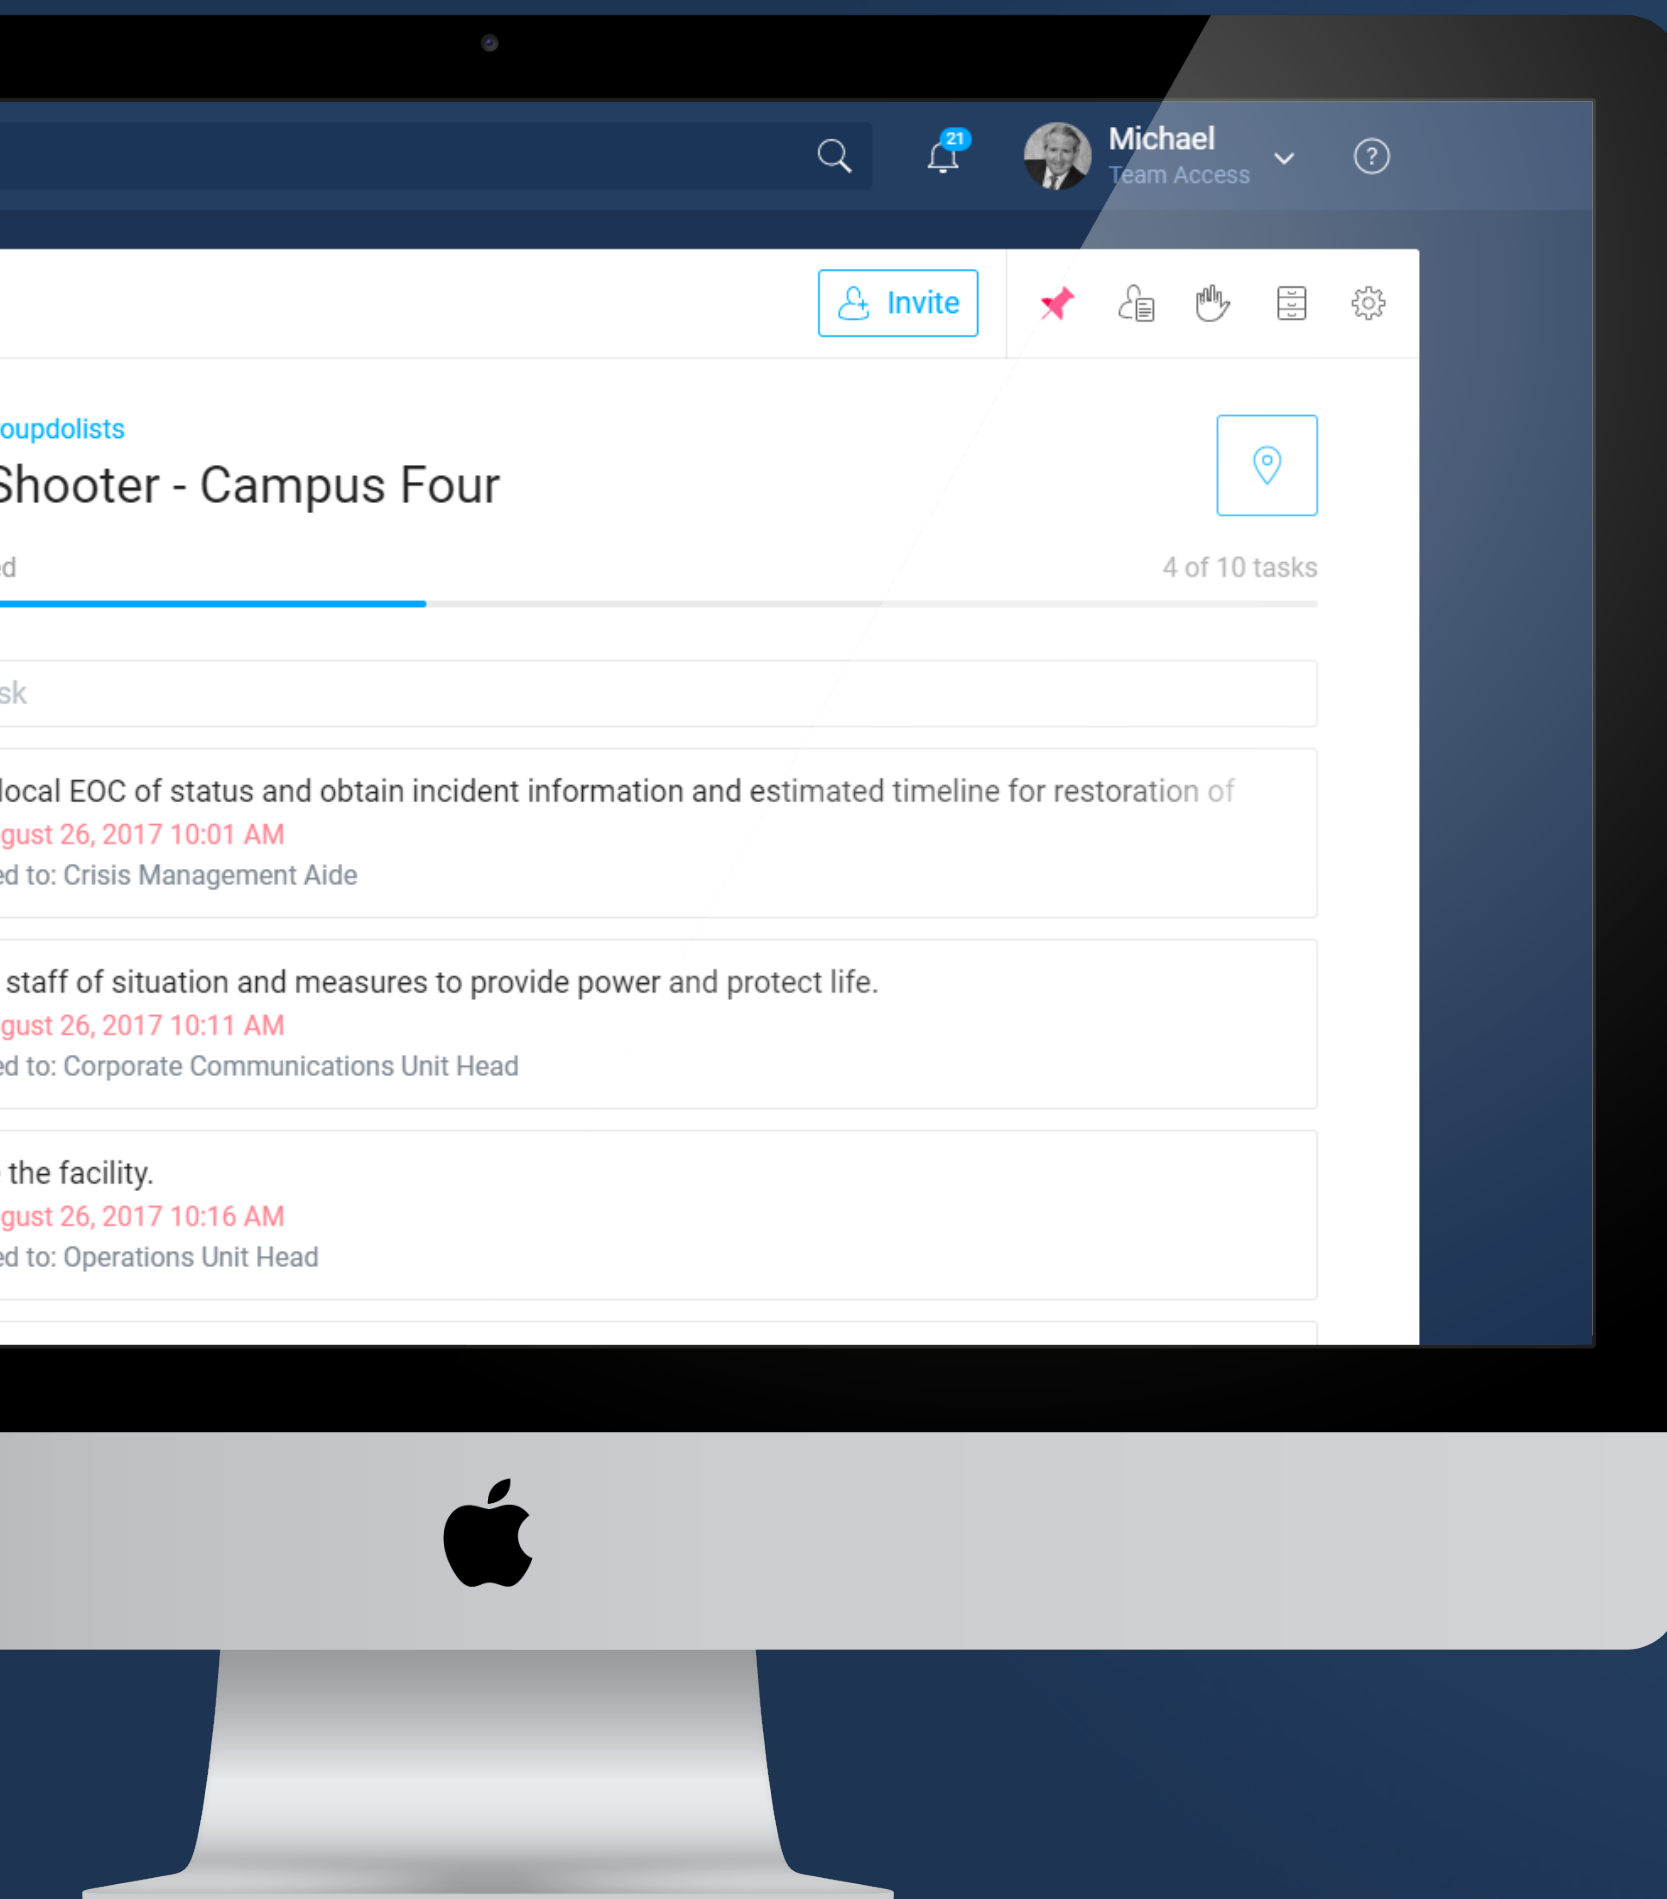 21
Michael
Team Access
?
Invite
oupdolists
Shooter - Campus Four
ed
4 of 10 tasks
sk
local EOC of status and obtain incident information and estimated timeline for restoration of
gust 26, 2017 10:01 AM
ed to: Crisis Management Aide
staff of situation and measures to provide power and protect life.
gust 26, 2017 10:11 AM
ed to: Corporate Communications Unit Head
the facility.
gust 26, 2017 10:16 AM
ed to: Operations Unit Head